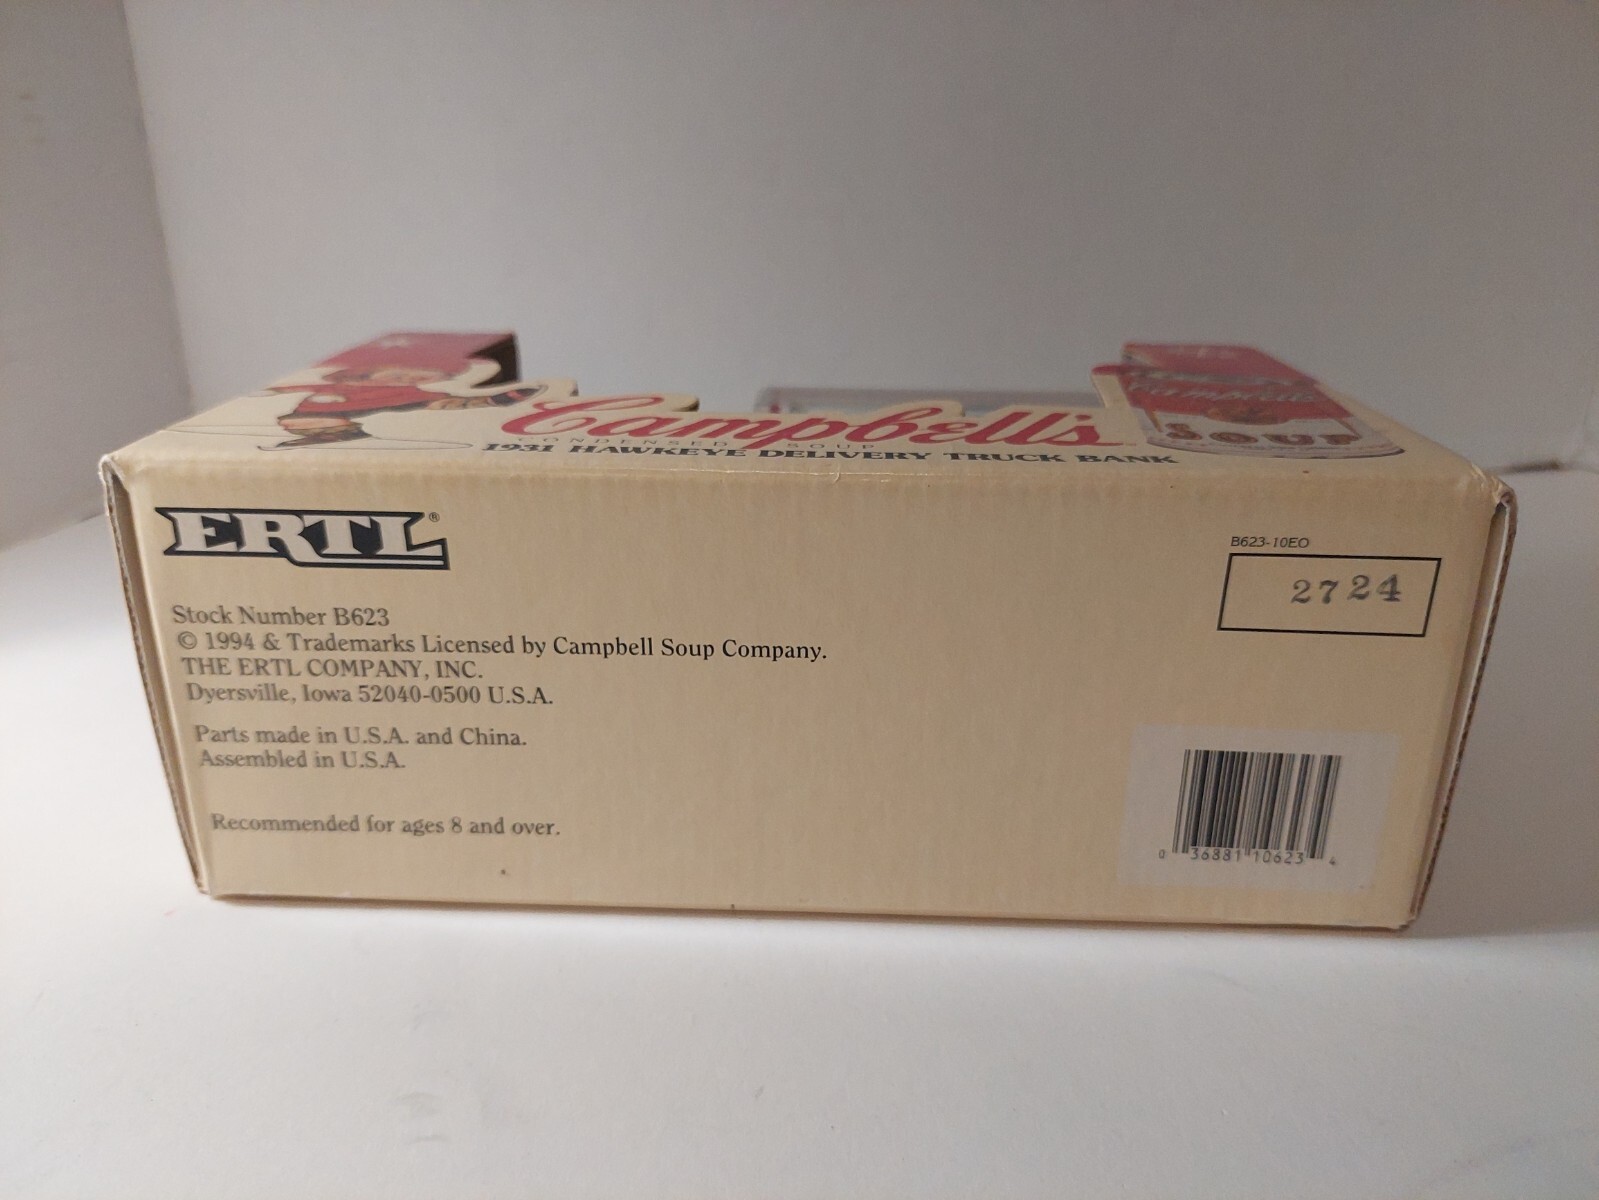 Campbell's
CONDENSED SOUP
1931 HAWKEYE DELIVERY TRUCK BANK
Campbell's
SOUP
ERTL®
B623-10EO
2724
Stock Number B623
© 1994 & Trademarks Licensed by Campbell Soup Company.
THE ERTL COMPANY, INC.
Dyersville, Iowa 52040-0500 U.S.A.
Parts made in U.S.A. and China.
Assembled in U.S.A.
Recommended for ages 8 and over.
0 36881 10623 4